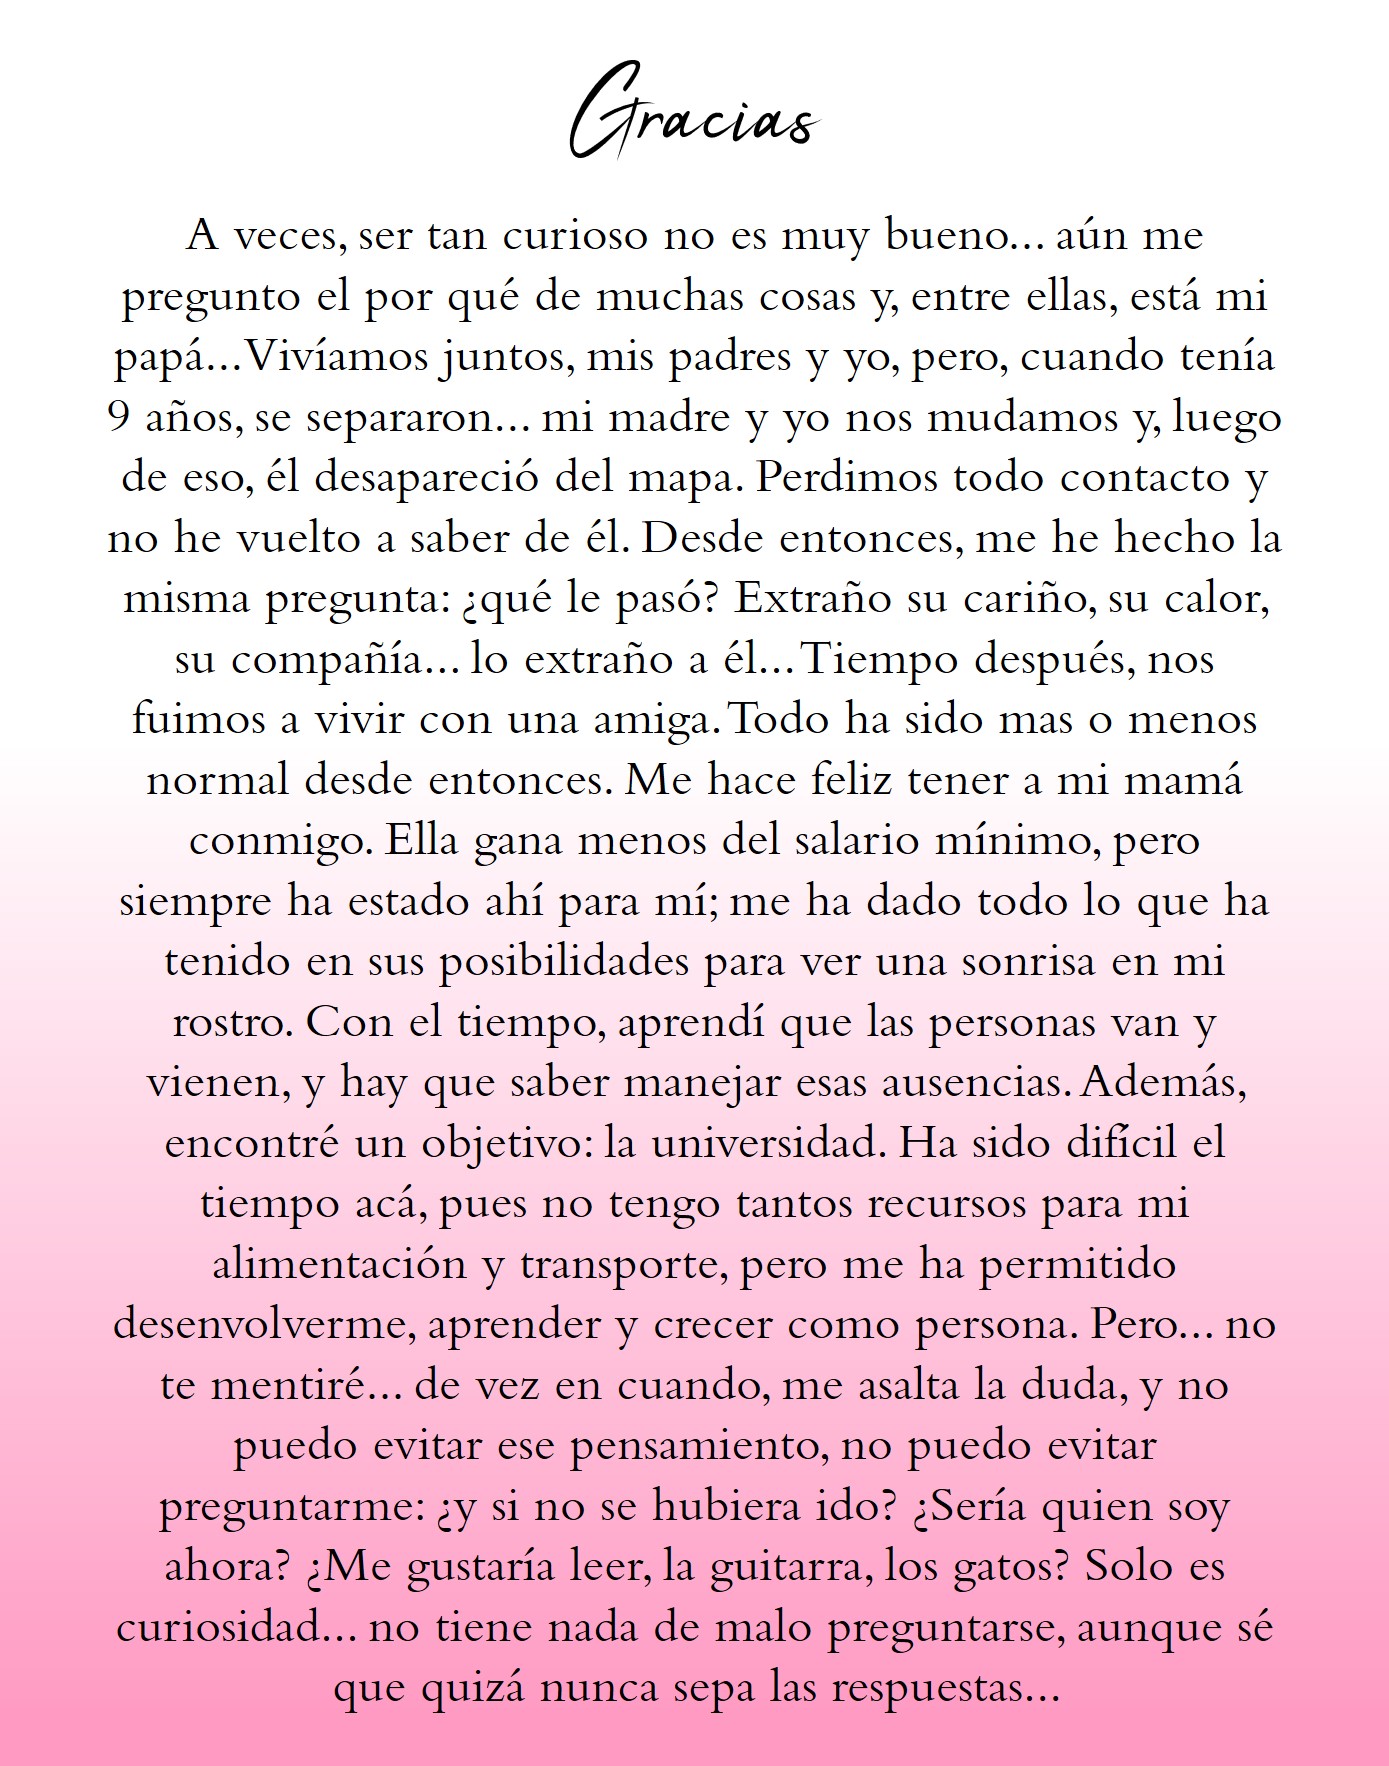 Gracias
A veces, ser tan curioso no es muy bueno... aún me
pregunto el por qué de muchas cosas y, entre ellas, está mi
papá... Vivíamos juntos, mis padres y yo, pero, cuando tenía
9 años, se separaron... mi madre y yo nos mudamos y, luego
de eso, él desapareció del mapa. Perdimos todo contacto y
no he vuelto a saber de él. Desde entonces, me he hecho la
misma pregunta: ¿qué le pasó? Extraño su cariño, su calor,
su compañía... lo extraño a él... Tiempo después, nos
fuimos a vivir con una amiga. Todo ha sido mas o menos
normal desde entonces. Me hace feliz tener a mi mamá
conmigo. Ella gana menos del salario mínimo, pero
siempre ha estado ahí para mí; me ha dado todo lo que ha
tenido en sus posibilidades para ver una sonrisa en mi
rostro. Con el tiempo, aprendí que las personas van y
vienen, y hay que saber manejar esas ausencias. Además,
encontré un objetivo: la universidad. Ha sido difícil el
tiempo acá, pues no tengo tantos recursos para mi
alimentación y transporte, pero me ha permitido
desenvolverme, aprender y crecer como persona. Pero... no
te mentiré... de vez en cuando, me asalta la duda, y no
puedo evitar ese pensamiento, no puedo evitar
preguntarme: ¿y si no se hubiera ido? ¿Sería quien soy
ahora? ¿Me gustaría leer, la guitarra, los gatos? Solo es
curiosidad... no tiene nada de malo preguntarse, aunque sé
que quizá nunca sepa las respuestas...